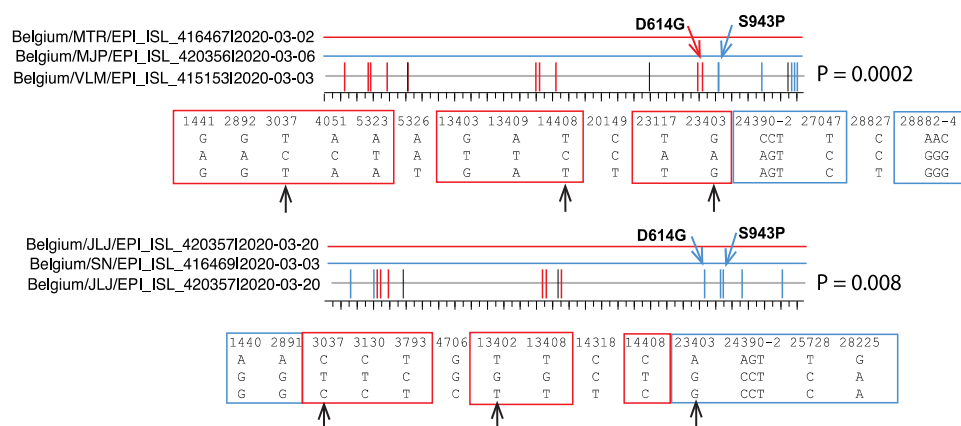 D614G S943P
Belgium/MTR/EPI_ISL_416467|2020-03-02
Belgium/MJP/EPI_ISL_420356|2020-03-06
Belgium/VLM/EPI_ISL_415153|2020-03-03 P = 0.0002
1441 2892 3037 4051 5323 5326 13403 13409 14408 20149 23117 23403 24390-2 27047 28827 28882-4
G G T A A A G A T C T G CCT T C AAC
A A C C T A T T C C A A AGT C C GGG
G G T A A T G A T T T G AGT C T GGG
D614G S943P
Belgium/JLJ/EPI_ISL_420357|2020-03-20
Belgium/SN/EPI_ISL_416469|2020-03-03
Belgium/JLJ/EPI_ISL_420357|2020-03-20 P = 0.008
1440 2891 3037 3130 3793 4706 13402 13408 14318 14408 23403 24390-2 25728 28225
A A C C T G T T C C A AGT T G
G G T T C G G G C T G CCT C A
G G C C T C T T T C G CCT C A